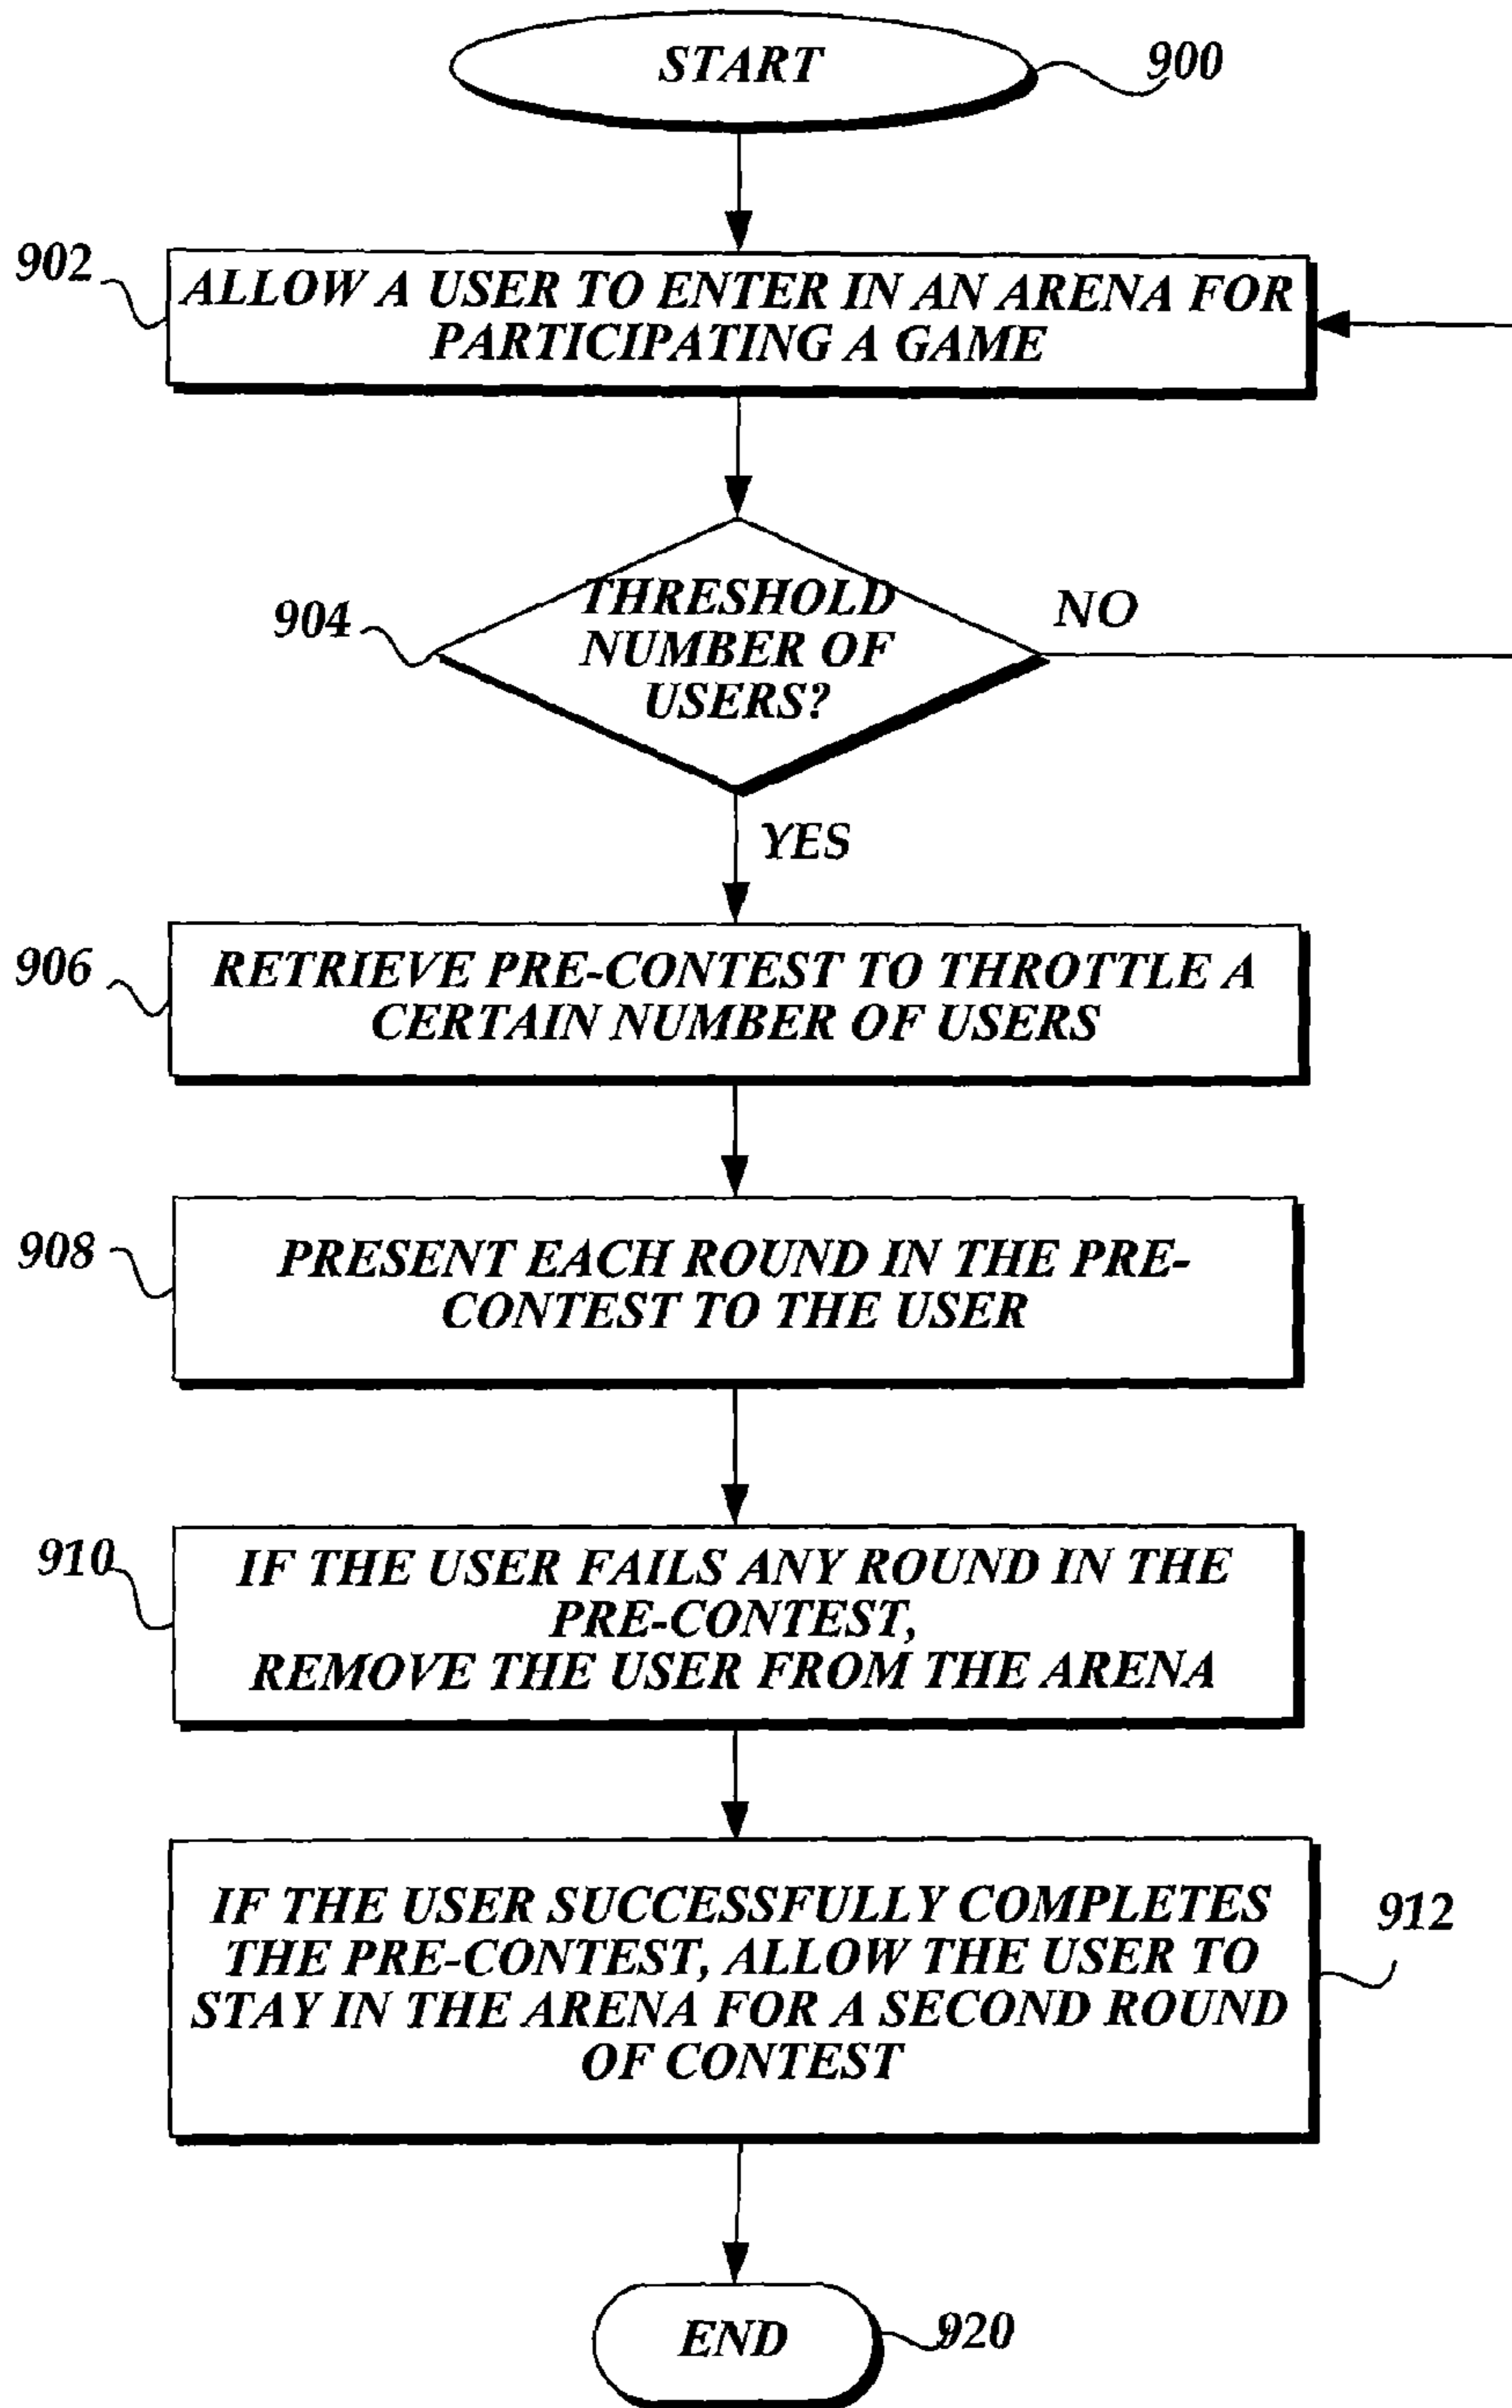 START
900
902
ALLOW A USER TO ENTER IN AN ARENA FOR
PARTICIPATING A GAME
904
THRESHOLD
NUMBER OF
USERS?
NO
YES
906
RETRIEVE PRE-CONTEST TO THROTTLE A
CERTAIN NUMBER OF USERS
908
PRESENT EACH ROUND IN THE PRE-
CONTEST TO THE USER
910
IF THE USER FAILS ANY ROUND IN THE
PRE-CONTEST,
REMOVE THE USER FROM THE ARENA
IF THE USER SUCCESSFULLY COMPLETES
THE PRE-CONTEST, ALLOW THE USER TO
STAY IN THE ARENA FOR A SECOND ROUND
OF CONTEST
912
END
920